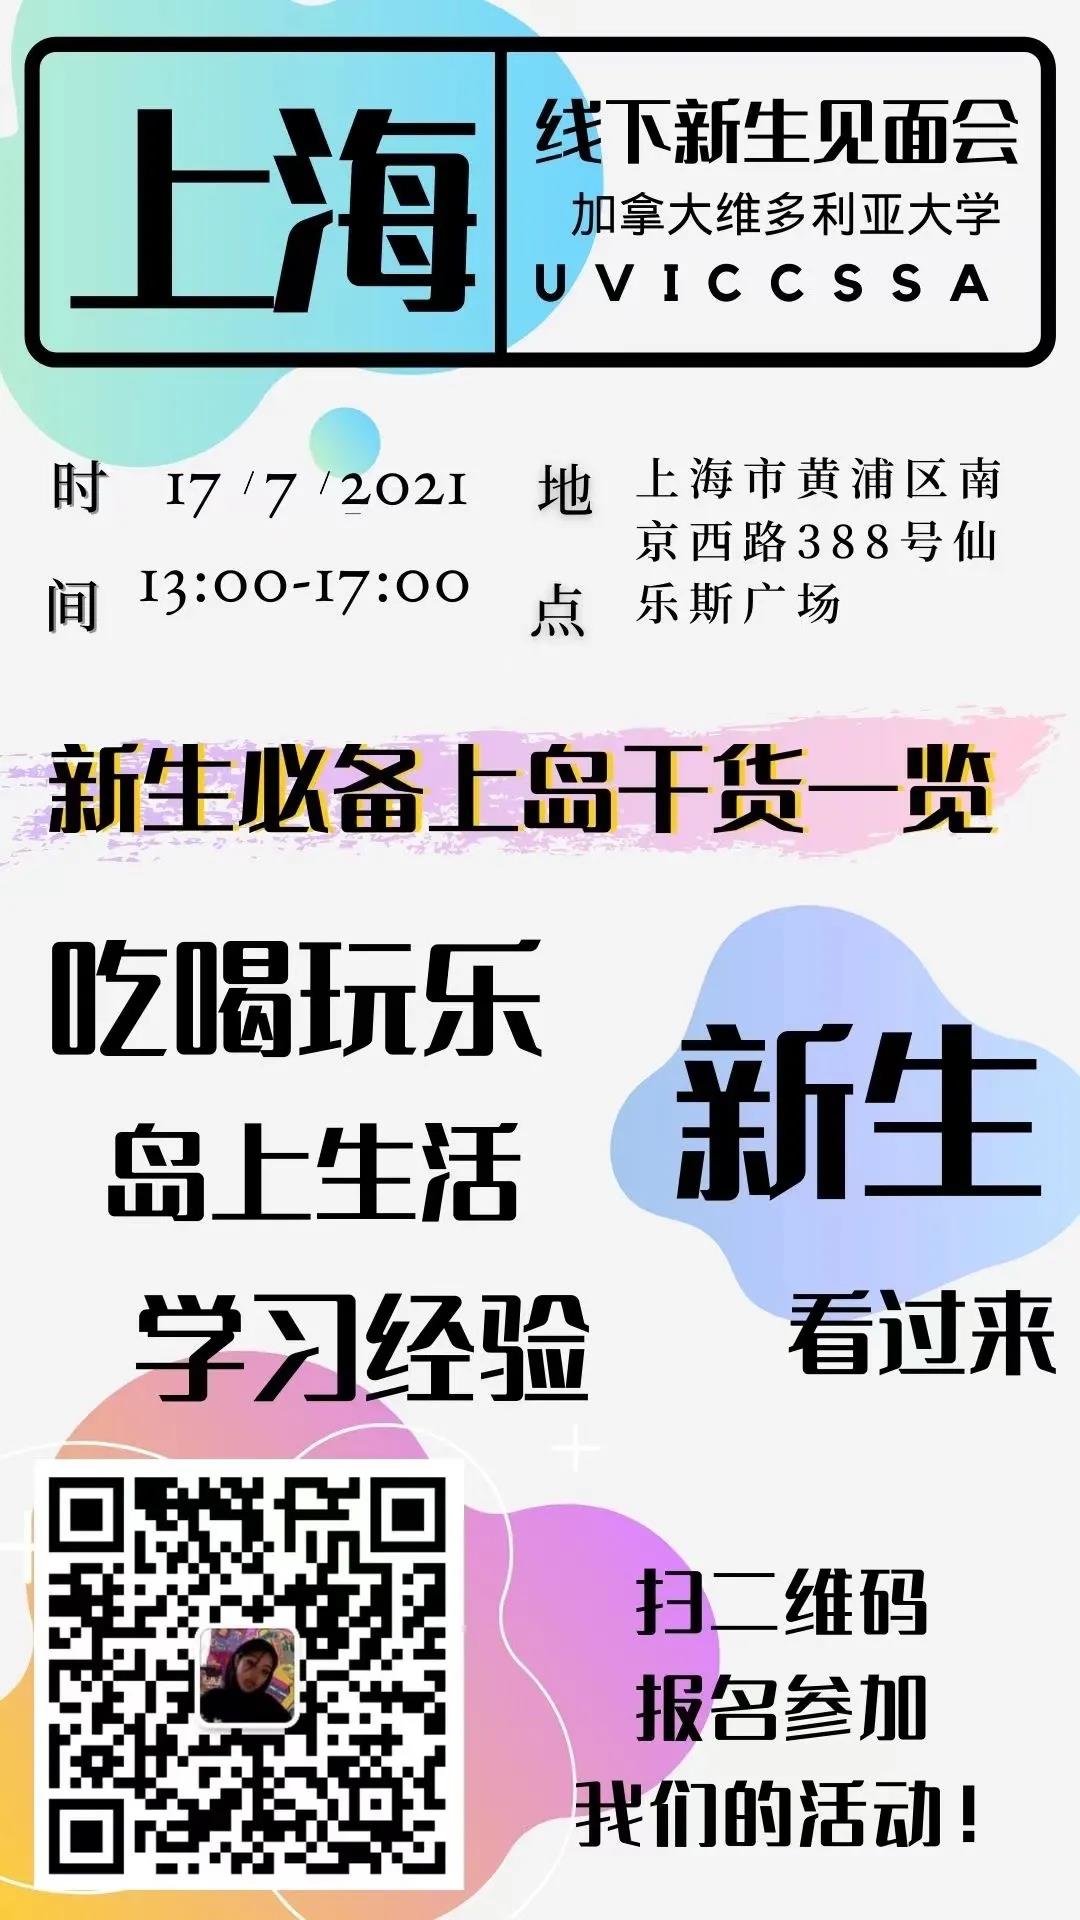 上海
线下新生见面会
加拿大维多利亚大学
UVICCSSA
时间
17/7/2021
13:00-17:00
地点
上海市黄浦区南
京西路388号仙
乐斯广场
新生必备上岛干货一览
吃喝玩乐
岛上生活
学习经验
新生
看过来
扫二维码
报名参加
我们的活动！